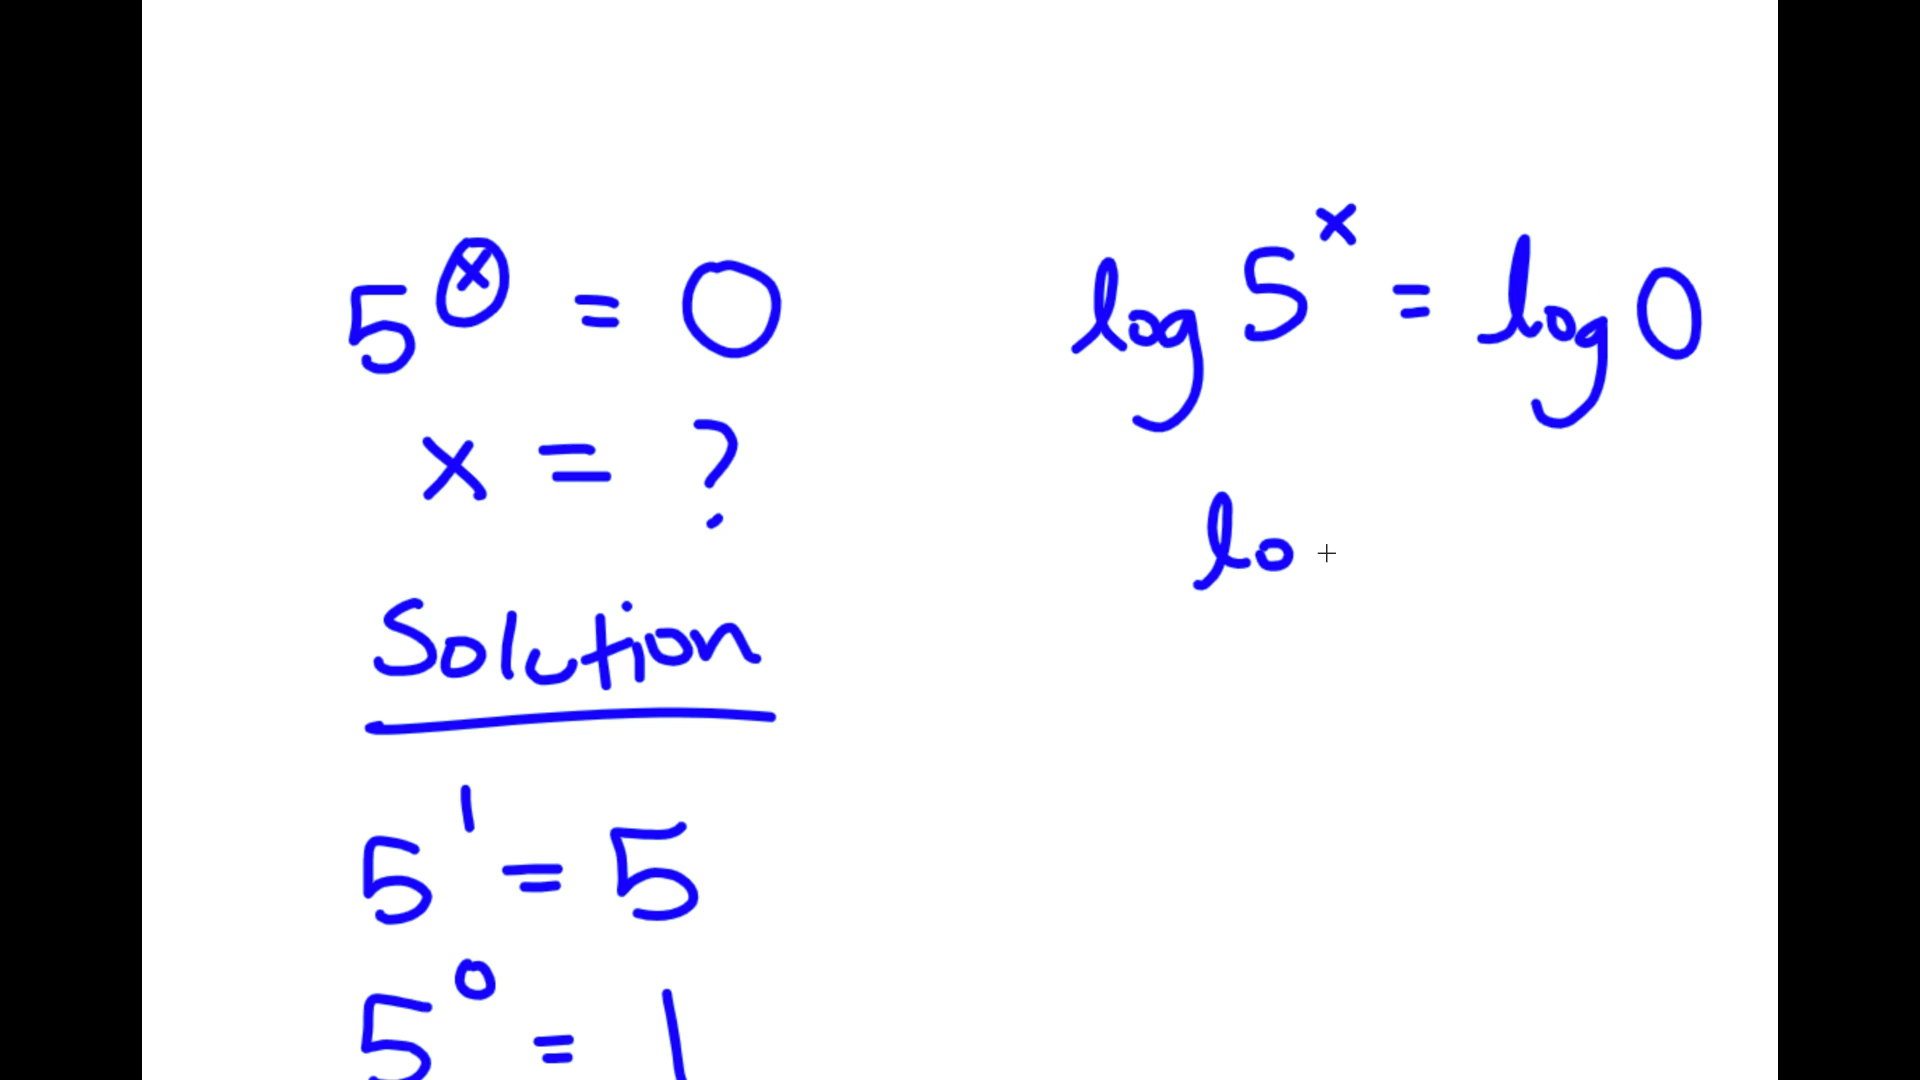 5^x = 0
x = ?
Solution
5^1 = 5
5^0 = 1
log 5^x = log 0
lo